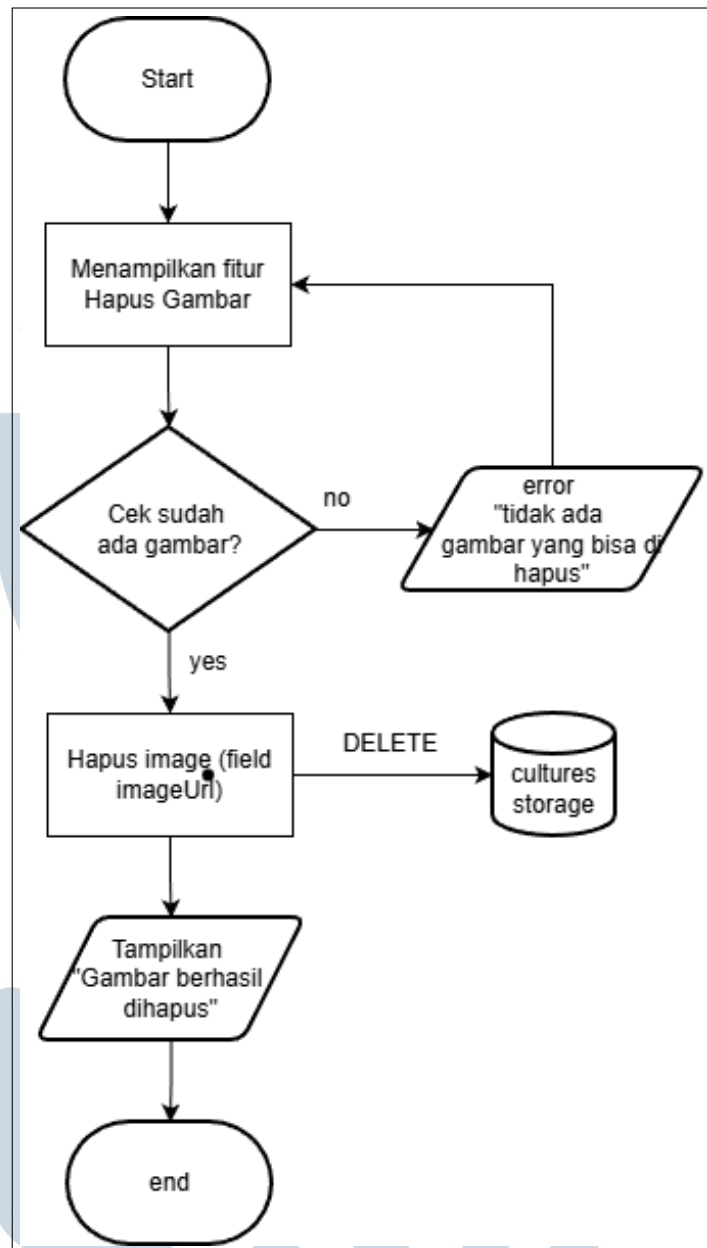 Start
Menampilkan fitur
Hapus Gambar
Cek sudah
ada gambar?
no
error
"tidak ada
gambar yang bisa di
hapus"
yes
Hapus image (field
imageUrl)
DELETE
cultures
storage
Tampilkan
"Gambar berhasil
dihapus"
end